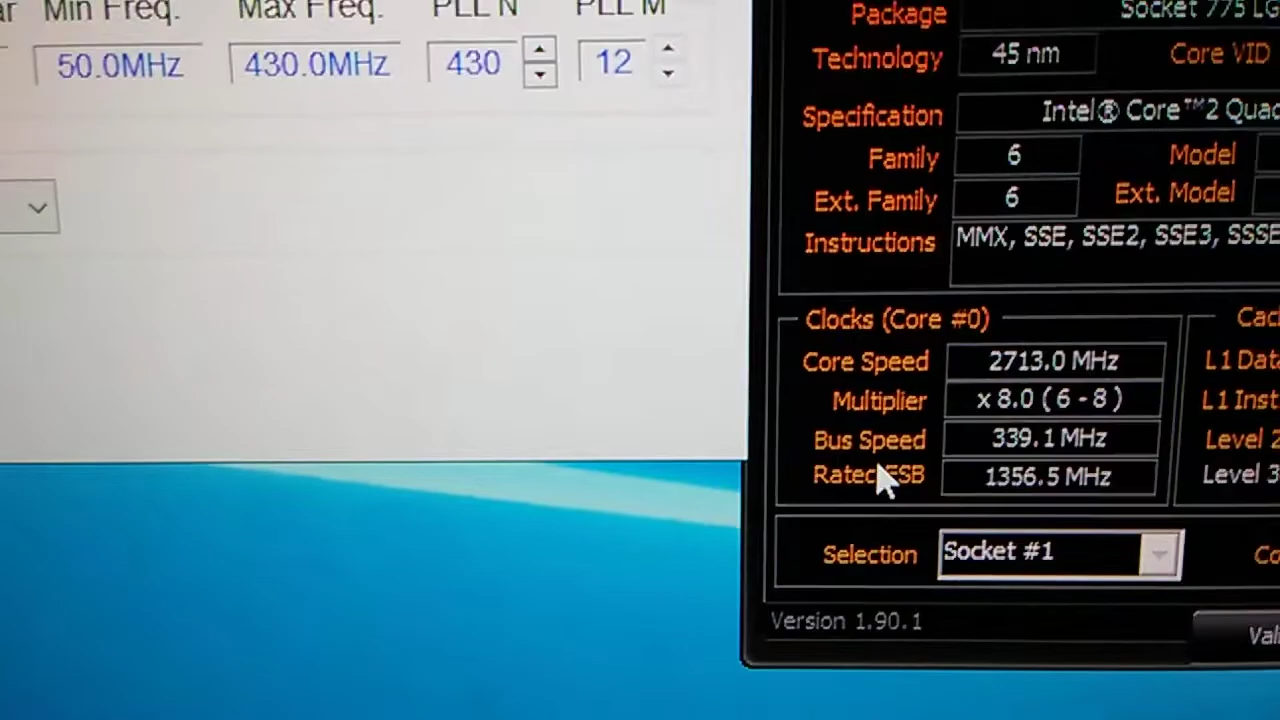 Min Freq.
Max Freq.
PLL N
PLL M
50.0MHz
430.0MHz
430
12
Package
Socket 775 LG
Technology
45 nm
Core VID
Specification
Intel® Core™2 Quad
Family
6
Model
Ext. Family
6
Ext. Model
Instructions
MMX, SSE, SSE2, SSE3, SSSE
Clocks (Core #0)
Core Speed
2713.0 MHz
Multiplier
x 8.0 ( 6 - 8 )
Bus Speed
339.1 MHz
Rated FSB
1356.5 MHz
L1 Data
L1 Inst
Level 2
Level 3
Selection
Socket #1
Version 1.90.1